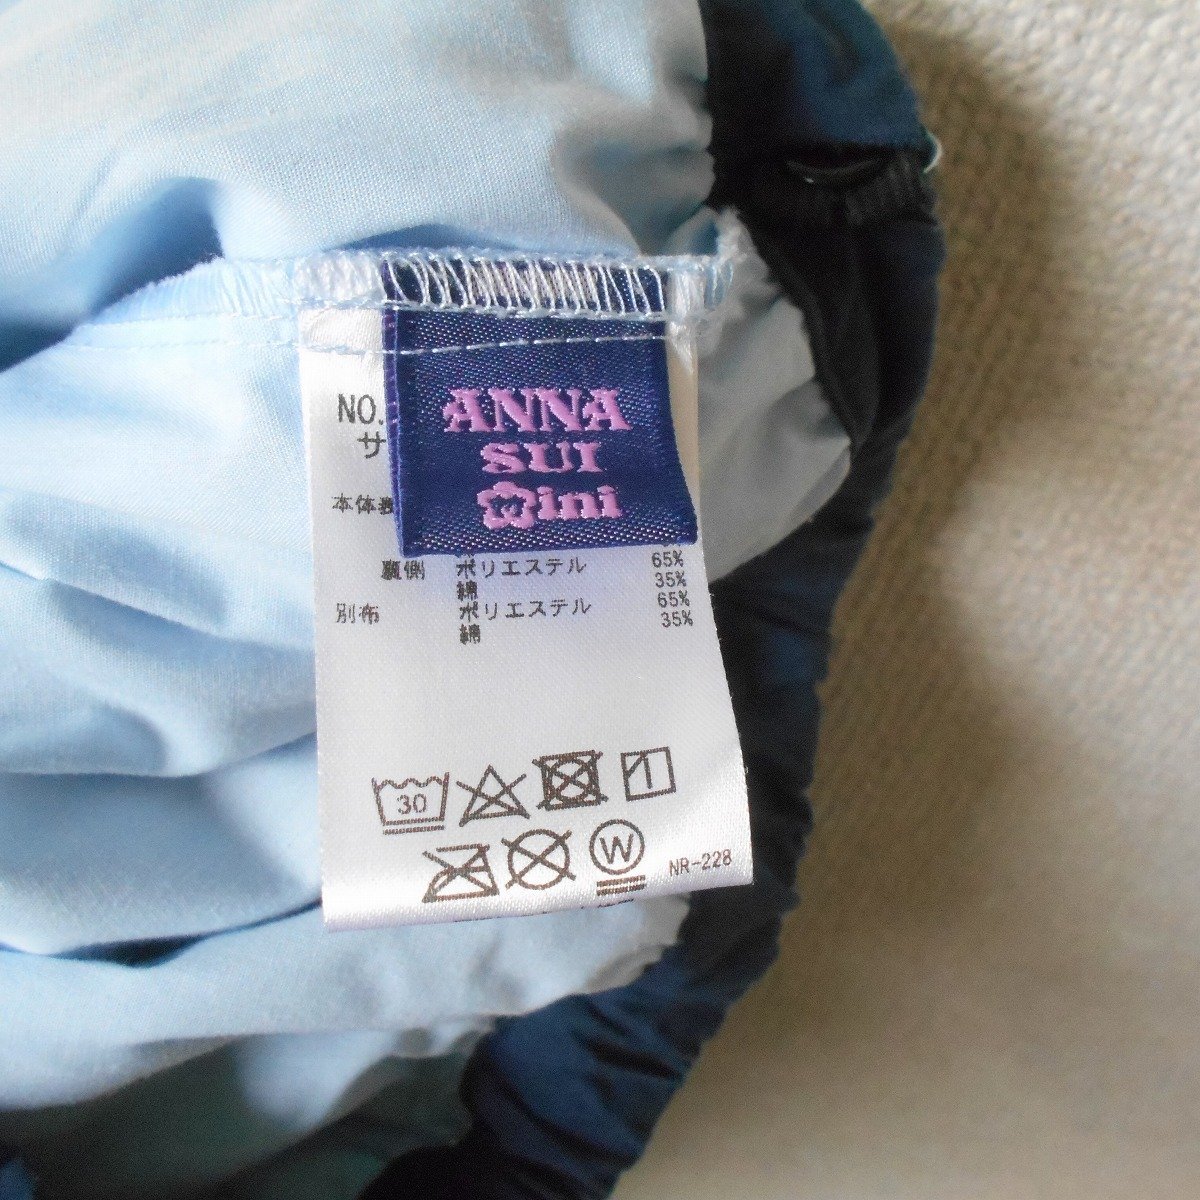 NO.
サ
ANNA
SUI
mini
本体表
裏側 ポリエステル 65%
綿 35%
別布 ポリエステル 65%
綿 35%
30
1
W
NR-228